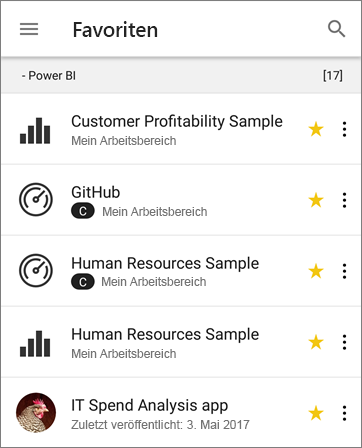 Favoriten
- Power BI [17]
Customer Profitability Sample
Mein Arbeitsbereich
GitHub
C Mein Arbeitsbereich
Human Resources Sample
C Mein Arbeitsbereich
Human Resources Sample
Mein Arbeitsbereich
IT Spend Analysis app
Zuletzt veröffentlicht: 3. Mai 2017